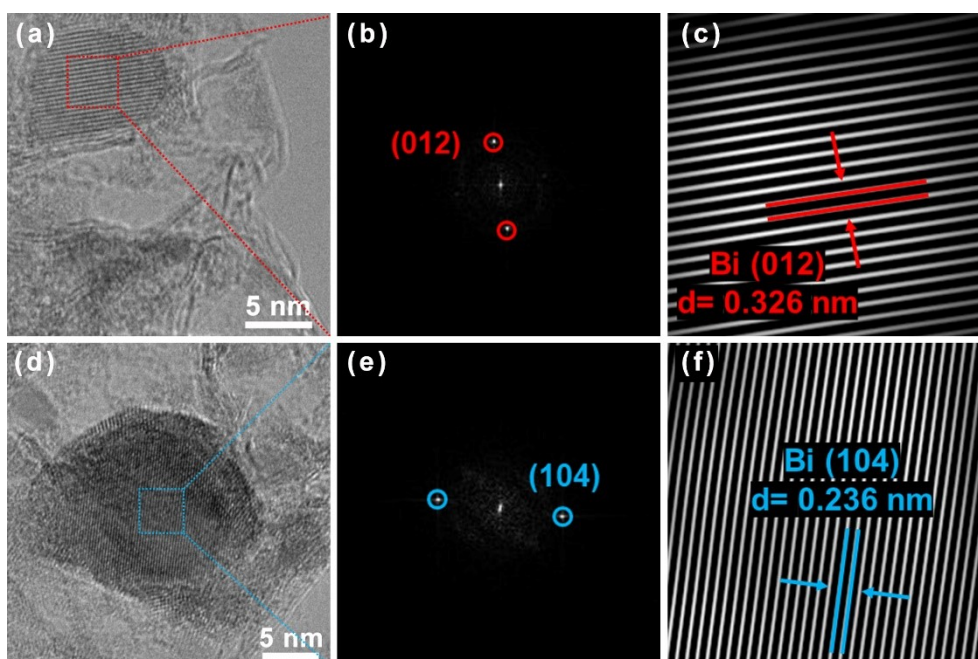 (a)
(b)
(c)
(012)
Bi (012)
d= 0.326 nm
5 nm
(d)
(e)
(f)
(104)
Bi (104)
d= 0.236 nm
5 nm